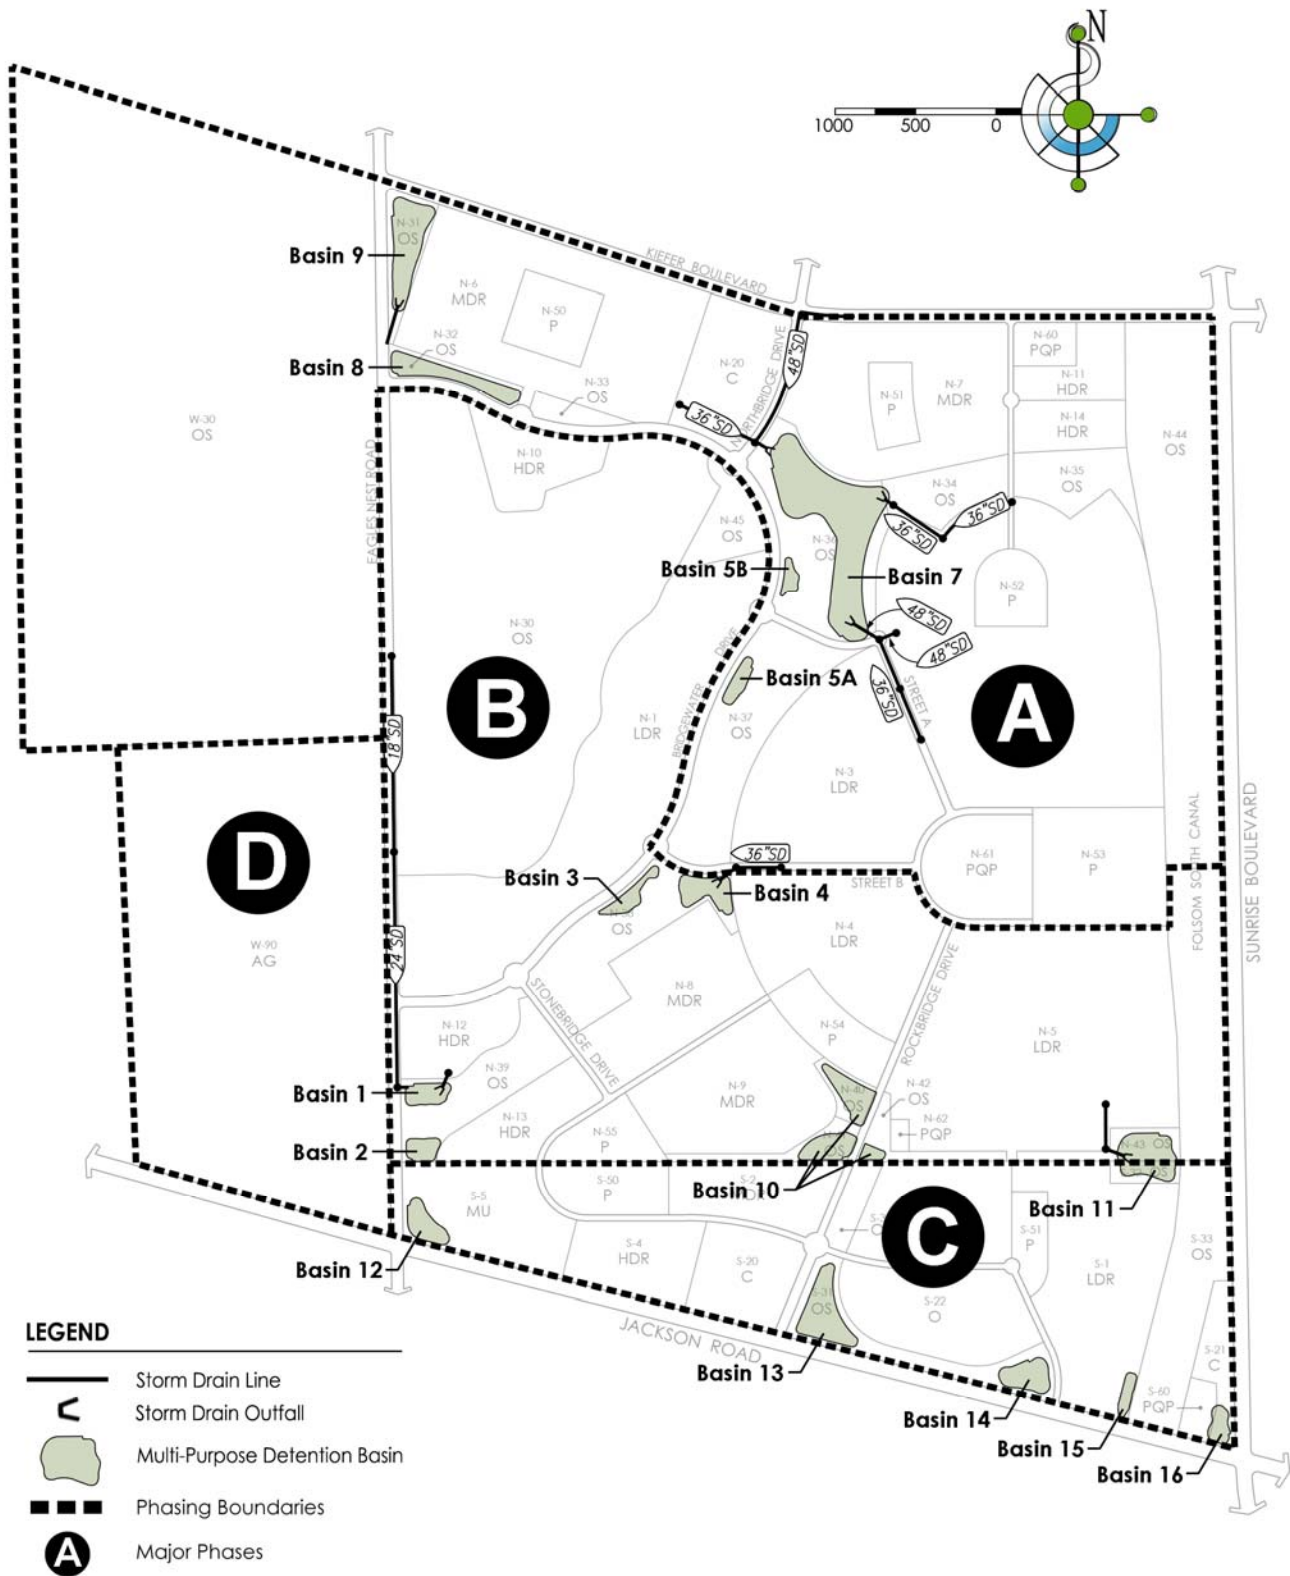 N
1000 500 0
Basin 9
N-31
OS
KIEFER BOULEVARD
N-6
MDR
N-50
P
N-32
OS
Basin 8
N-33
OS
N-20
C
NORTHBRIDGE DRIVE
48"SD
36"SD
N-60
PQP
N-11
HDR
N-51
P
N-7
MDR
N-14
HDR
N-44
OS
W-30
OS
EAGLES NEST ROAD
N-10
HDR
N-34
OS
N-35
OS
36"SD
36"SD
N-45
OS
N-36
OS
Basin 5B
Basin 7
N-52
P
N-30
OS
48"SD
48"SD
36"SD
STREET A
Basin 5A
B
A
BRIDGEWATER DRIVE
N-1
LDR
N-37
OS
18"SD
N-3
LDR
D
36"SD
N-61
PQP
N-53
P
STREET B
Basin 3
Basin 4
OS
FOLSOM SOUTH CANAL
SUNRISE BOULEVARD
W-90
AG
24"SD
N-4
LDR
STONEBRIDGE DRIVE
N-8
MDR
ROCKBRIDGE DRIVE
N-12
HDR
N-54
P
N-5
LDR
N-39
OS
Basin 1
N-9
MDR
N-40
OS
N-42
OS
N-13
HDR
N-62
PQP
Basin 2
N-55
P
OS
N-43 OS
OS
S-5
MU
S-50
P
Basin 10
Basin 11
C
S-51
P
S-33
OS
S-4
HDR
S-20
C
S-1
LDR
Basin 12
S-31
OS
S-22
O
JACKSON ROAD
S-21
C
Basin 13
S-60
PQP
Basin 14
Basin 15
Basin 16
LEGEND
Storm Drain Line
Storm Drain Outfall
Multi-Purpose Detention Basin
Phasing Boundaries
A Major Phases